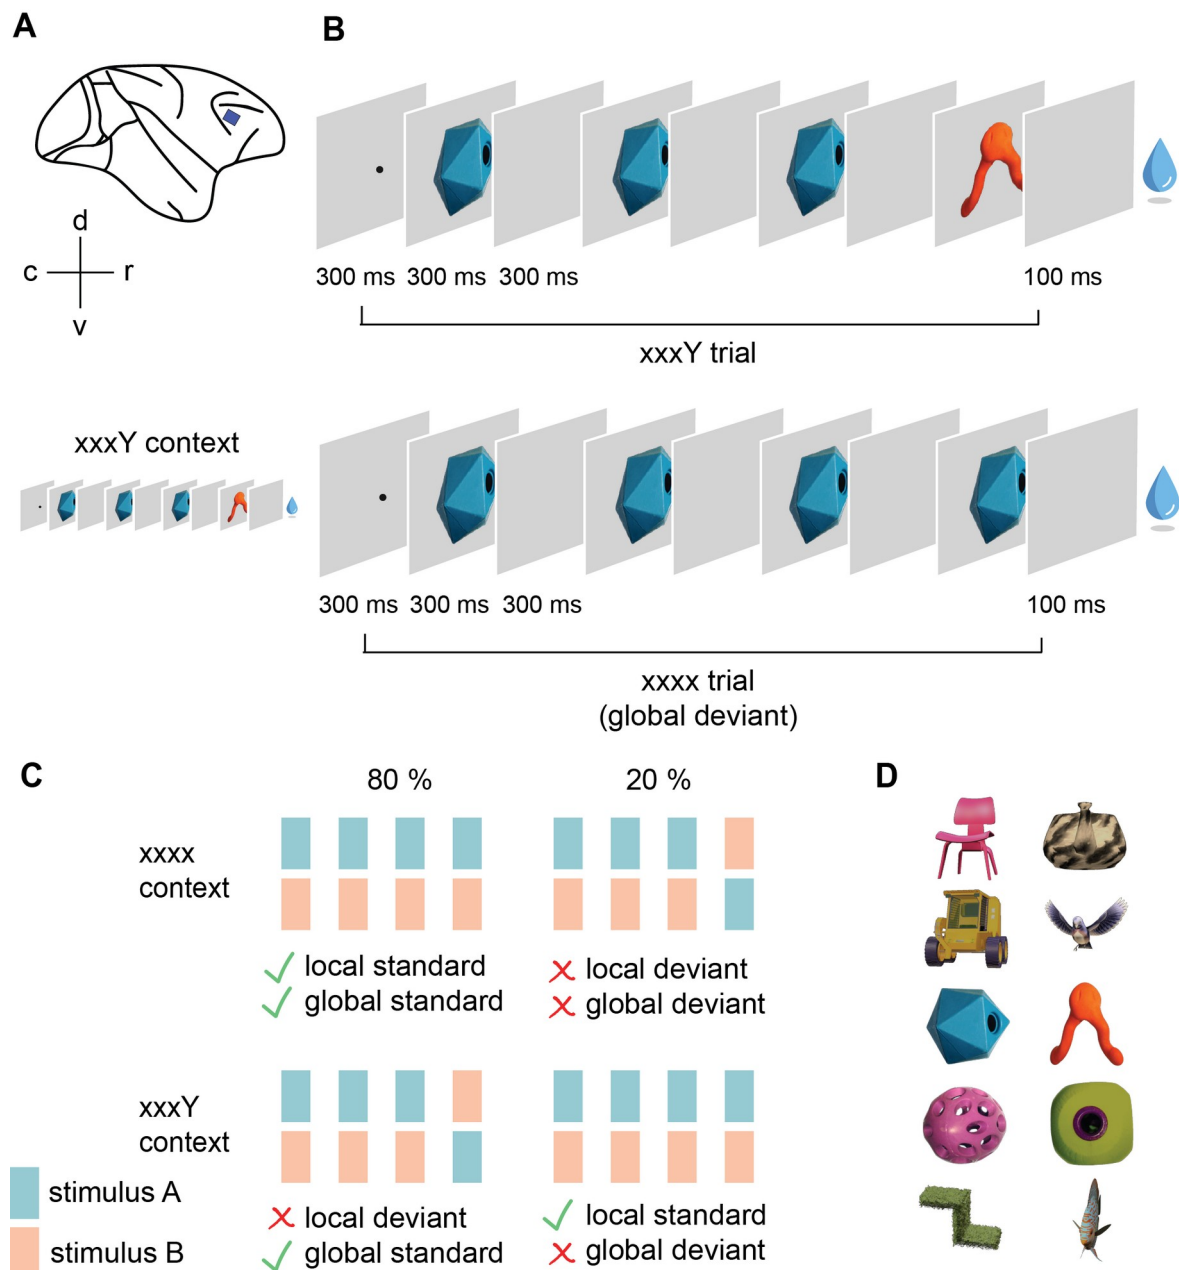 A
B
d
c r
v
300 ms 300 ms 300 ms 100 ms
xxxY trial
xxxY context
300 ms 300 ms 300 ms 100 ms
xxxx trial
(global deviant)
C
80 % 20 %
D
xxxx
context
local standard
global standard
local deviant
global deviant
xxxY
context
stimulus A
stimulus B
local deviant
global standard
local standard
global deviant